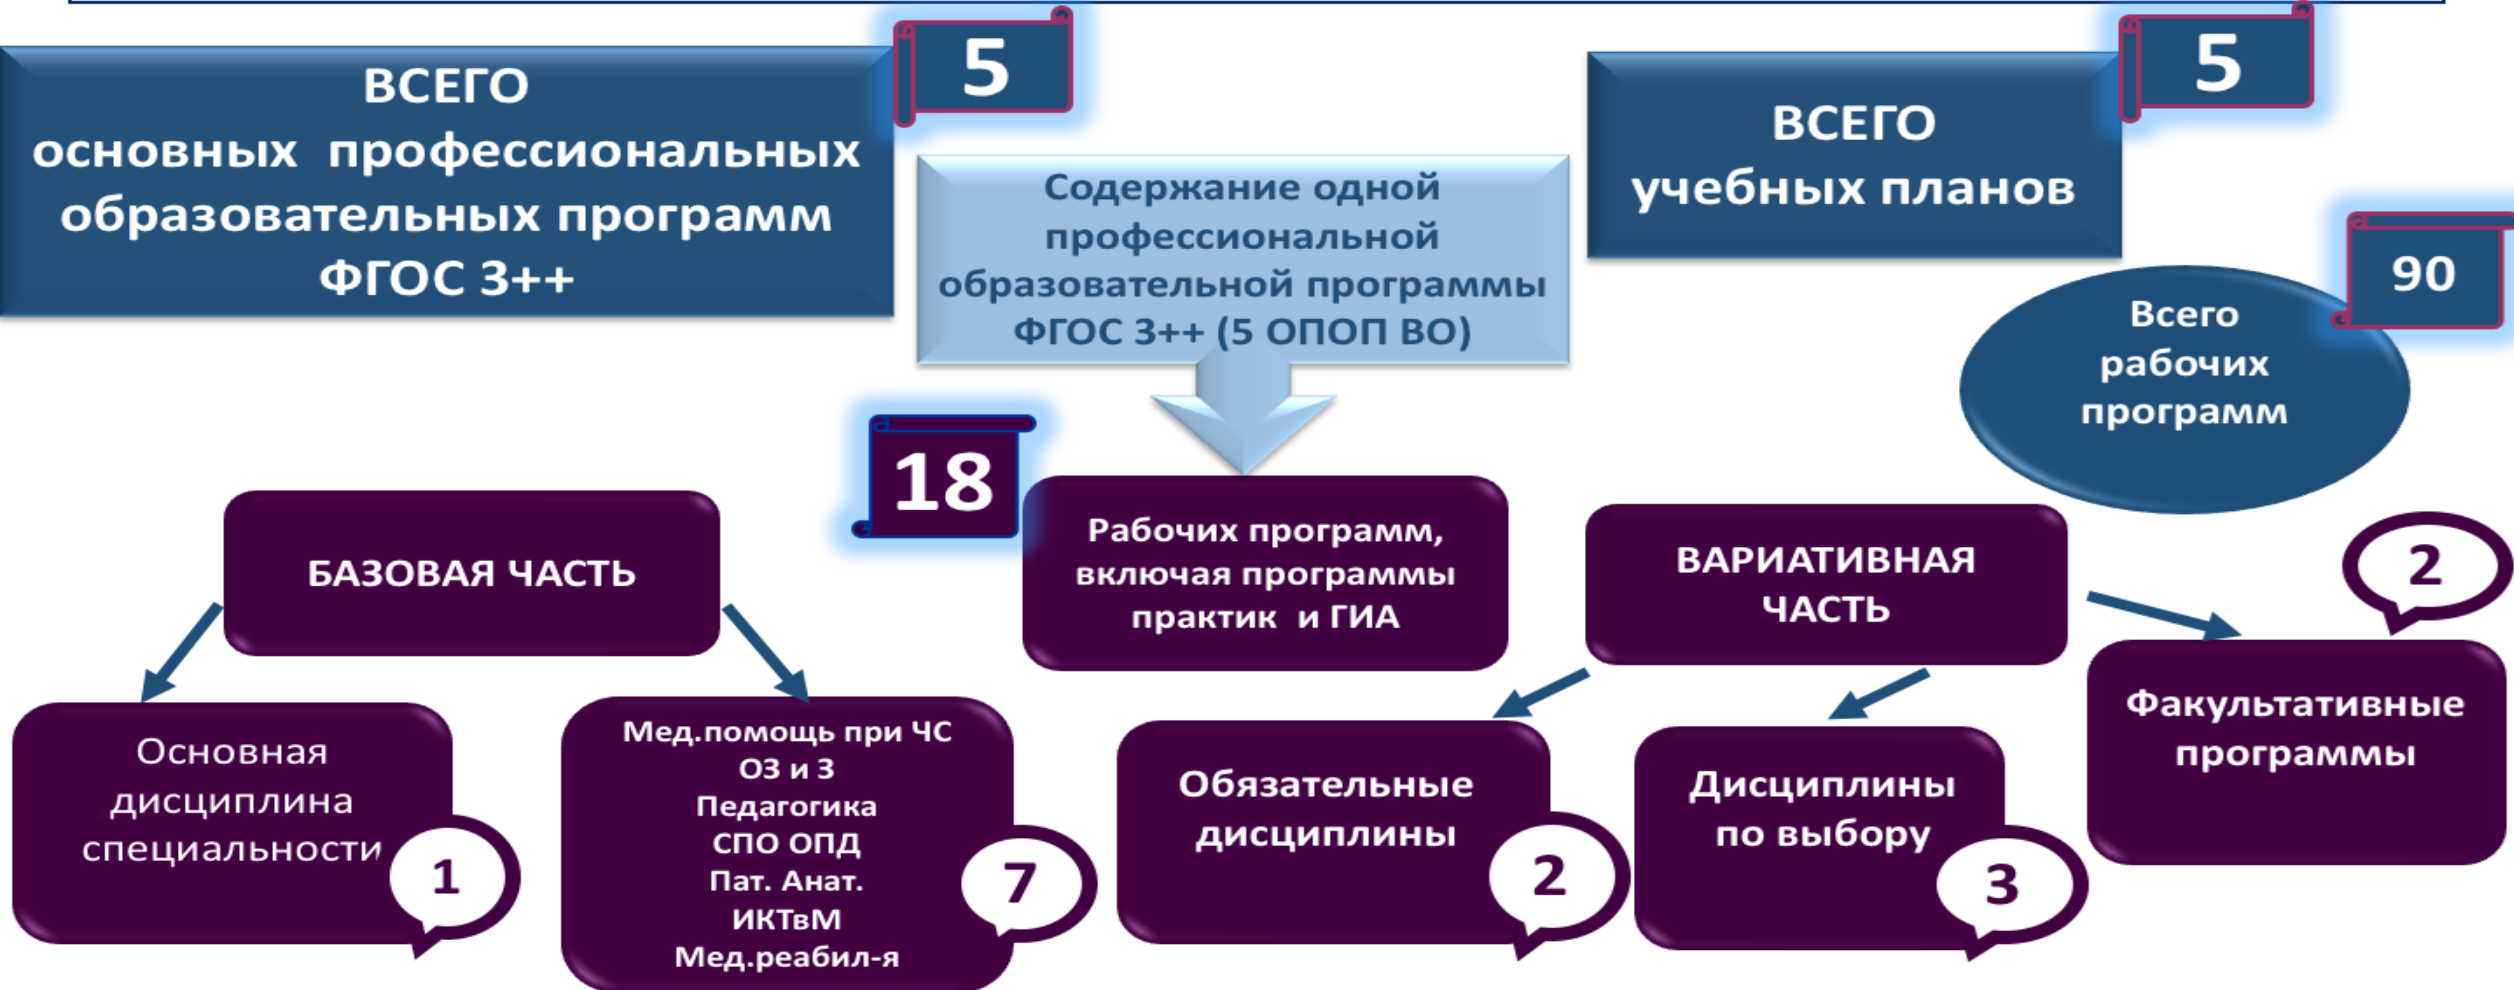 5
ВСЕГО
основных профессиональных
образовательных программ
ФГОС 3++
5
ВСЕГО
учебных планов
Содержание одной
профессиональной
образовательной программы
ФГОС 3++ (5 ОПОП ВО)
90
Всего
рабочих
программ
18
Рабочих программ,
включая программы
практик и ГИА
БАЗОВАЯ ЧАСТЬ
ВАРИАТИВНАЯ
ЧАСТЬ
2
Основная
дисциплина
специальности
1
Мед.помощь при ЧС
ОЗ и З
Педагогика
СПО ОПД
Пат. Анат.
ИКТвМ
Мед.реабил-я
7
Обязательные
дисциплины
2
Дисциплины
по выбору
3
Факультативные
программы